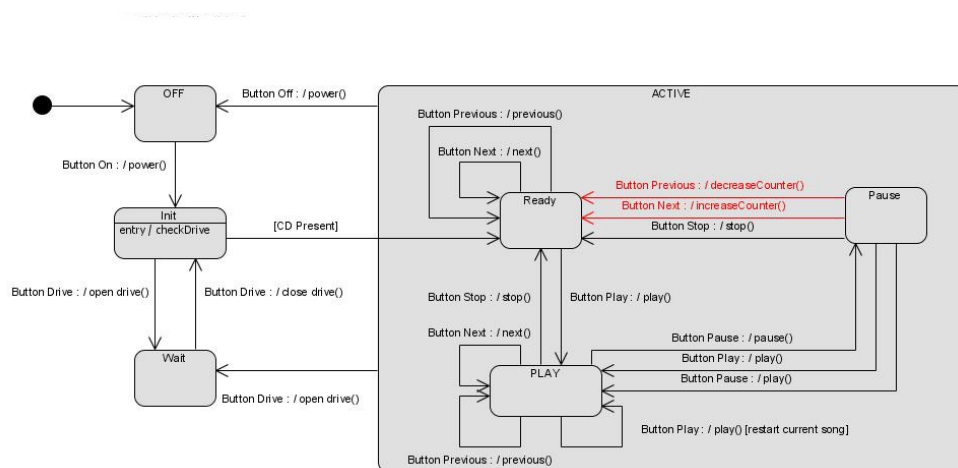 OFF
Button Off : / power()
ACTIVE
Button Previous : / previous()
Button Next : / next()
Button On : / power()
Ready
Button Previous : / decreaseCounter()
Button Next : / increaseCounter()
Button Stop : / stop()
Pause
Init
entry / checkDrive
[CD Present]
Button Drive : / open drive()
Button Drive : / close drive()
Button Stop : / stop()
Button Play : / play()
Button Next : / next()
Button Pause : / pause()
Button Play : / play()
Button Pause : / play()
Wait
PLAY
Button Drive : / open drive()
Button Play : / play() [restart current song]
Button Previous : / previous()